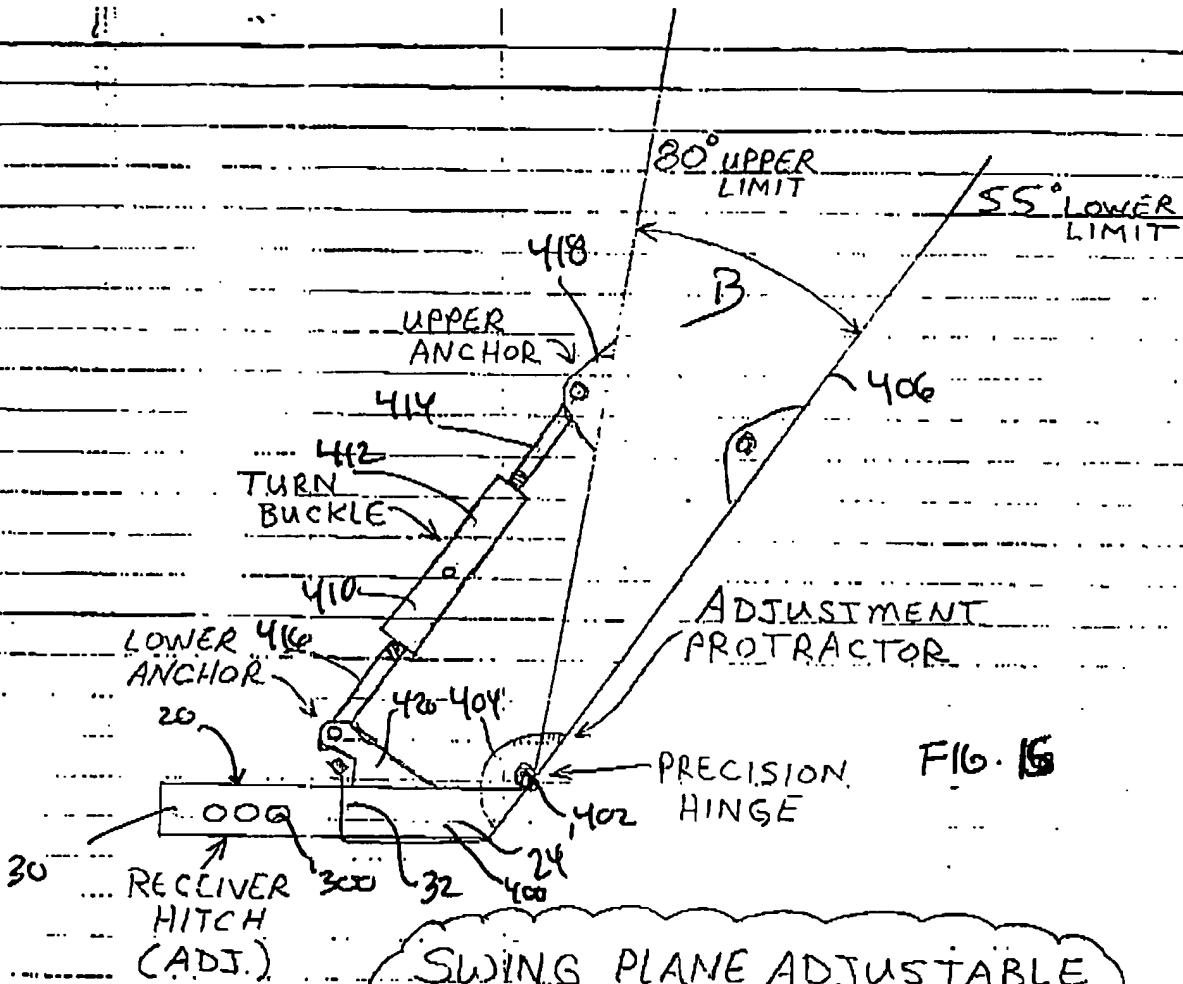 80° UPPER
LIMIT
55° LOWER
LIMIT
418
B
UPPER
ANCHOR
406
414
412
TURN
BUCKLE
410
ADJUSTMENT
PROTRACTOR
LOWER 416
ANCHOR
420
404
20
FIG.
PRECISION
HINGE
402
24
30
300
32
400
RECEIVER
HITCH
(ADJ.)
SWING PLANE ADJUSTABLE